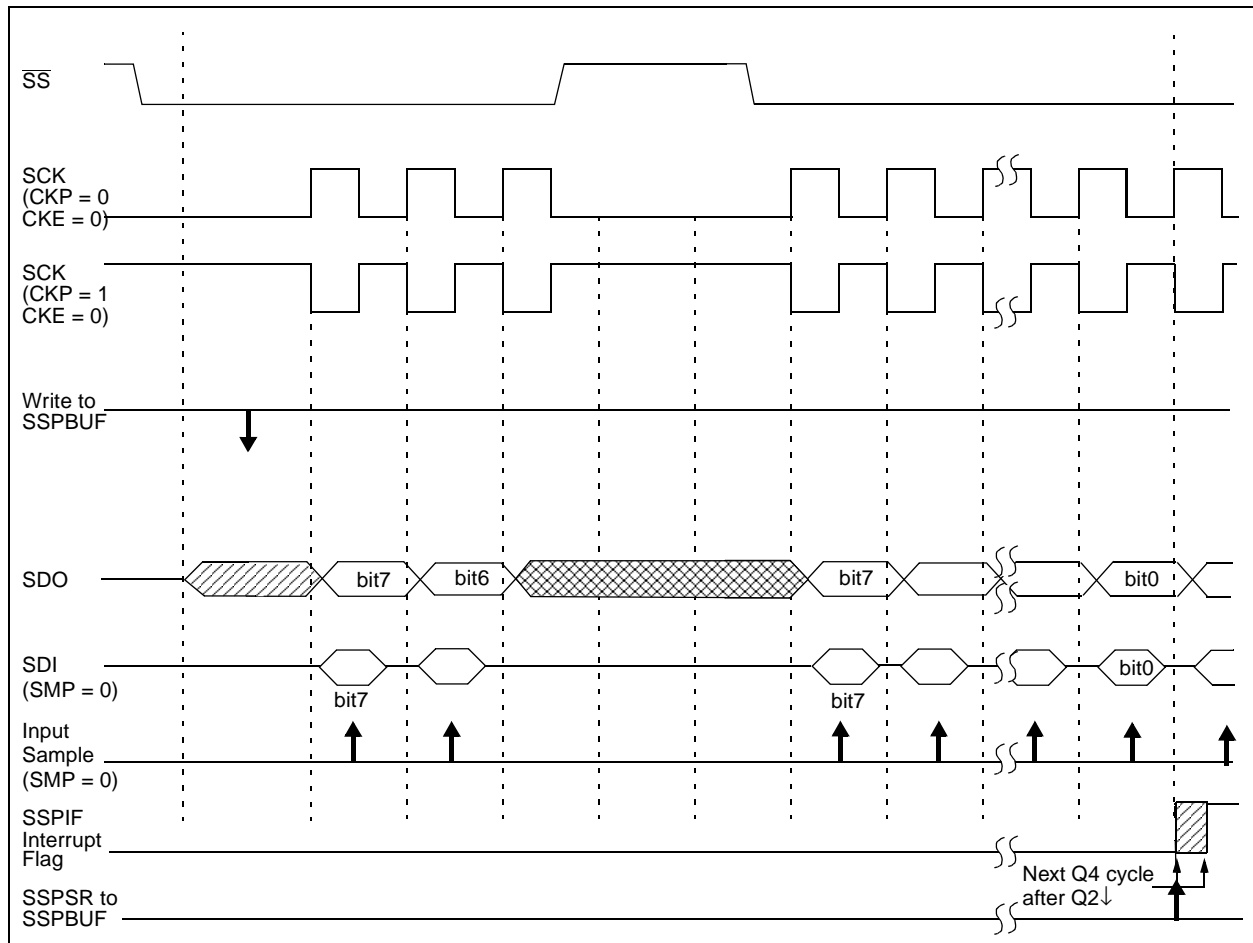 SS
SCK
(CKP = 0
CKE = 0)
SCK
(CKP = 1
CKE = 0)
Write to
SSPBUF
SDO
bit7
bit6
bit7
bit0
SDI
(SMP = 0)
bit7
bit7
bit0
Input
Sample
(SMP = 0)
SSPIF
Interrupt
Flag
Next Q4 cycle
after Q2↓
SSPSR to
SSPBUF